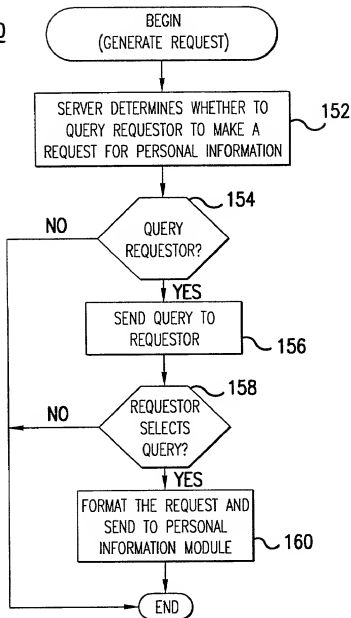 BEGIN
(GENERATE REQUEST)
SERVER DETERMINES WHETHER TO
QUERY REQUESTOR TO MAKE A
REQUEST FOR PERSONAL INFORMATION
152
154
NO
QUERY
REQUESTOR?
YES
SEND QUERY TO
REQUESTOR
156
158
NO
REQUESTOR
SELECTS
QUERY?
YES
FORMAT THE REQUEST AND
SEND TO PERSONAL
INFORMATION MODULE
160
END